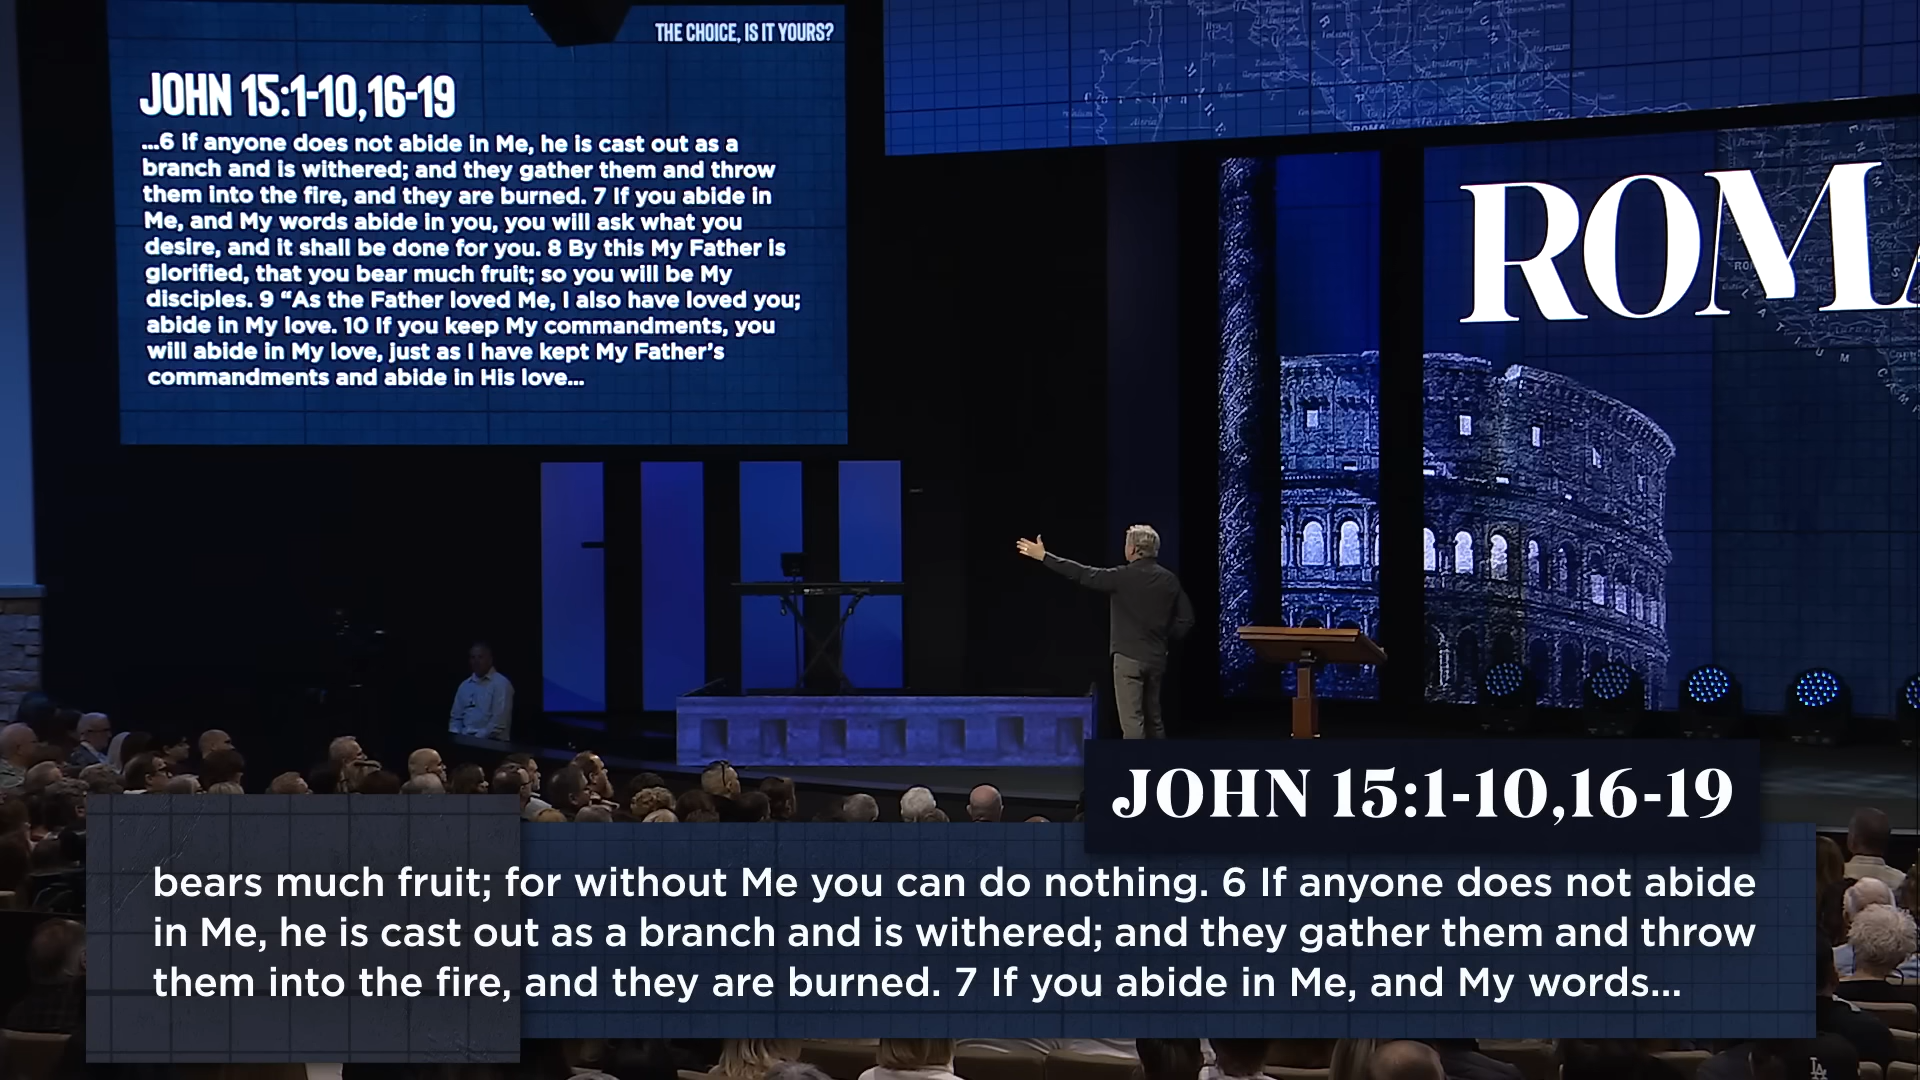 THE CHOICE, IS IT YOURS?
JOHN 15:1-10,16-19
...6 If anyone does not abide in Me, he is cast out as a
branch and is withered; and they gather them and throw
them into the fire, and they are burned. 7 If you abide in
Me, and My words abide in you, you will ask what you
desire, and it shall be done for you. 8 By this My Father is
glorified, that you bear much fruit; so you will be My
disciples. 9 “As the Father loved Me, I also have loved you;
abide in My love. 10 If you keep My commandments, you
will abide in My love, just as I have kept My Father’s
commandments and abide in His love...
ROMA
JOHN 15:1-10,16-19
bears much fruit; for without Me you can do nothing. 6 If anyone does not abide
in Me, he is cast out as a branch and is withered; and they gather them and throw
them into the fire, and they are burned. 7 If you abide in Me, and My words...
LA